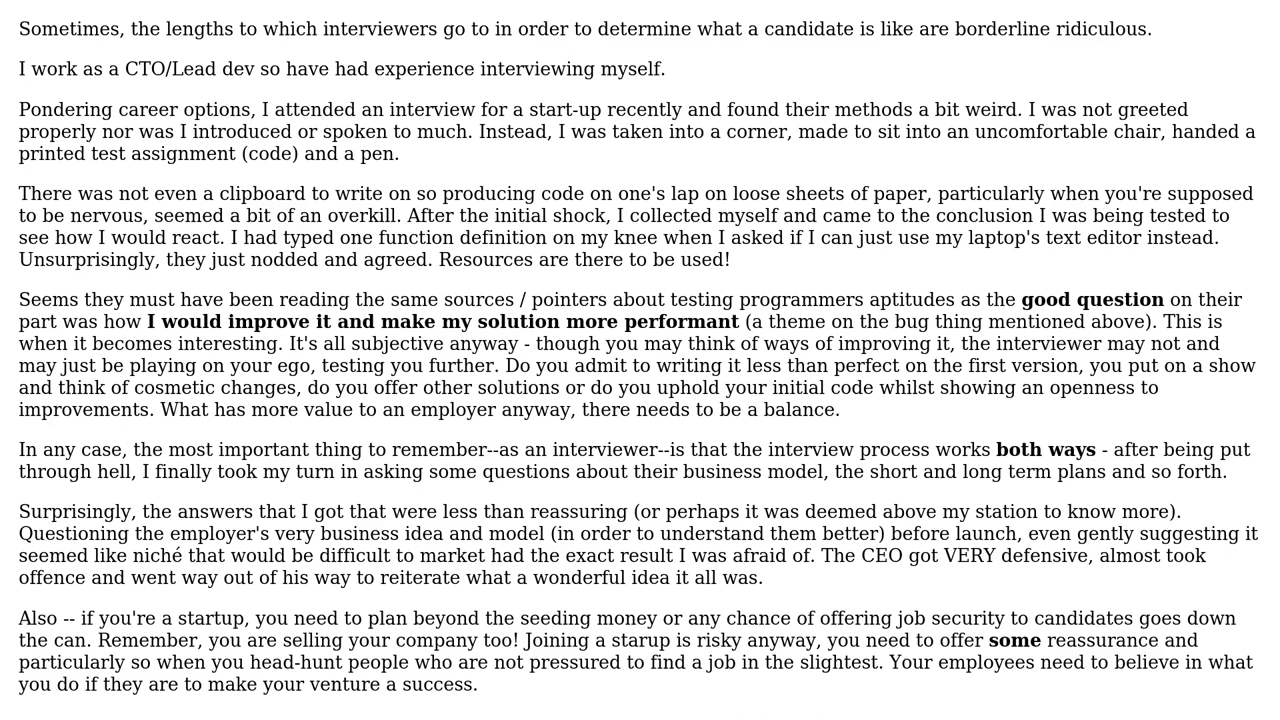 Sometimes, the lengths to which interviewers go to in order to determine what a candidate is like are borderline ridiculous.
I work as a CTO/Lead dev so have had experience interviewing myself.
Pondering career options, I attended an interview for a start-up recently and found their methods a bit weird. I was not greeted
properly nor was I introduced or spoken to much. Instead, I was taken into a corner, made to sit into an uncomfortable chair, handed a
printed test assignment (code) and a pen.
There was not even a clipboard to write on so producing code on one's lap on loose sheets of paper, particularly when you're supposed
to be nervous, seemed a bit of an overkill. After the initial shock, I collected myself and came to the conclusion I was being tested to
see how I would react. I had typed one function definition on my knee when I asked if I can just use my laptop's text editor instead.
Unsurprisingly, they just nodded and agreed. Resources are there to be used!
Seems they must have been reading the same sources / pointers about testing programmers aptitudes as the good question on their
part was how I would improve it and make my solution more performant (a theme on the bug thing mentioned above). This is
when it becomes interesting. It's all subjective anyway - though you may think of ways of improving it, the interviewer may not and
may just be playing on your ego, testing you further. Do you admit to writing it less than perfect on the first version, you put on a show
and think of cosmetic changes, do you offer other solutions or do you uphold your initial code whilst showing an openness to
improvements. What has more value to an employer anyway, there needs to be a balance.
In any case, the most important thing to remember--as an interviewer--is that the interview process works both ways - after being put
through hell, I finally took my turn in asking some questions about their business model, the short and long term plans and so forth.
Surprisingly, the answers that I got that were less than reassuring (or perhaps it was deemed above my station to know more).
Questioning the employer's very business idea and model (in order to understand them better) before launch, even gently suggesting it
seemed like niché that would be difficult to market had the exact result I was afraid of. The CEO got VERY defensive, almost took
offence and went way out of his way to reiterate what a wonderful idea it all was.
Also -- if you're a startup, you need to plan beyond the seeding money or any chance of offering job security to candidates goes down
the can. Remember, you are selling your company too! Joining a starup is risky anyway, you need to offer some reassurance and
particularly so when you head-hunt people who are not pressured to find a job in the slightest. Your employees need to believe in what
you do if they are to make your venture a success.